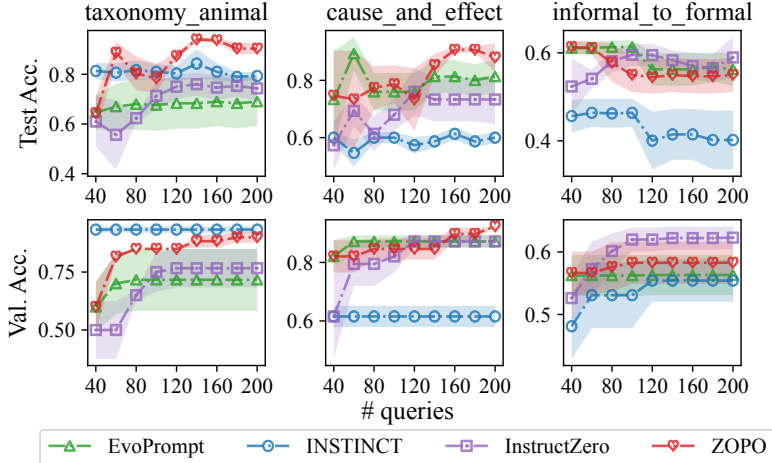 taxonomy_animal cause_and_effect informal_to_formal
Test Acc.
0.8
0.6
0.4
40 80 120 160 200
0.8
0.6
40 80 120 160 200
0.6
0.4
40 80 120 160 200
Val. Acc.
0.75
0.50
40 80 120 160 200
0.8
0.6
40 80 120 160 200
0.6
0.5
40 80 120 160 200
# queries
EvoPrompt INSTINCT InstructZero ZOPO